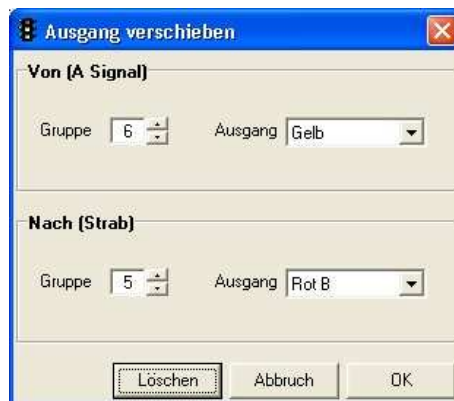 Ausgang verschieben
Von (A Signal)
Gruppe 6 Ausgang Gelb
Nach (Strab)
Gruppe 5 Ausgang Rot B
Löschen Abbruch OK